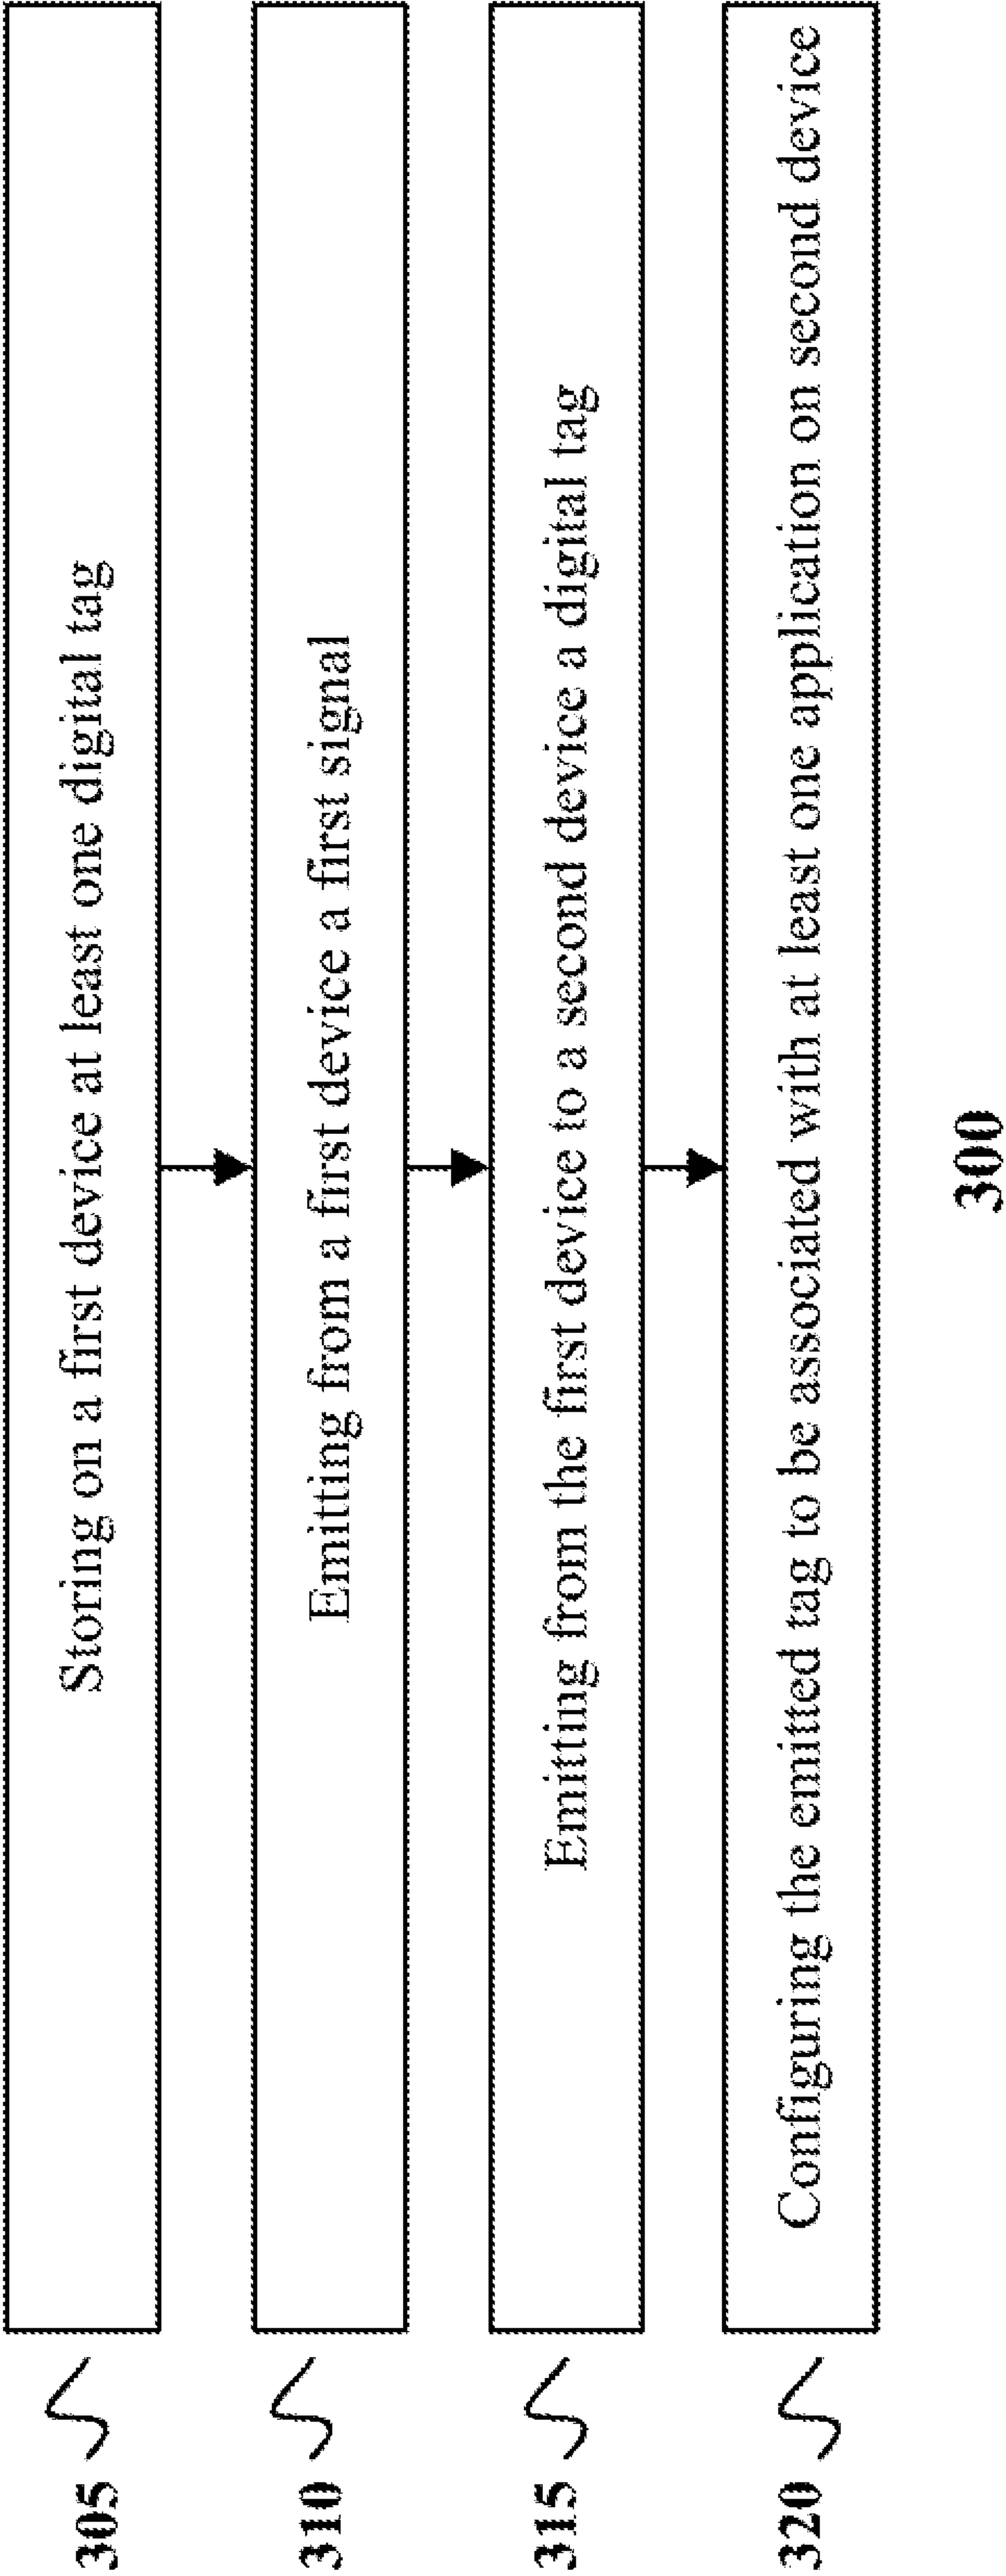 305
Storing on a first device at least one digital tag
310
Emitting from a first device a first signal
315
Emitting from the first device to a second device a digital tag
320
Configuring the emitted tag to be associated with at least one application on second device
300